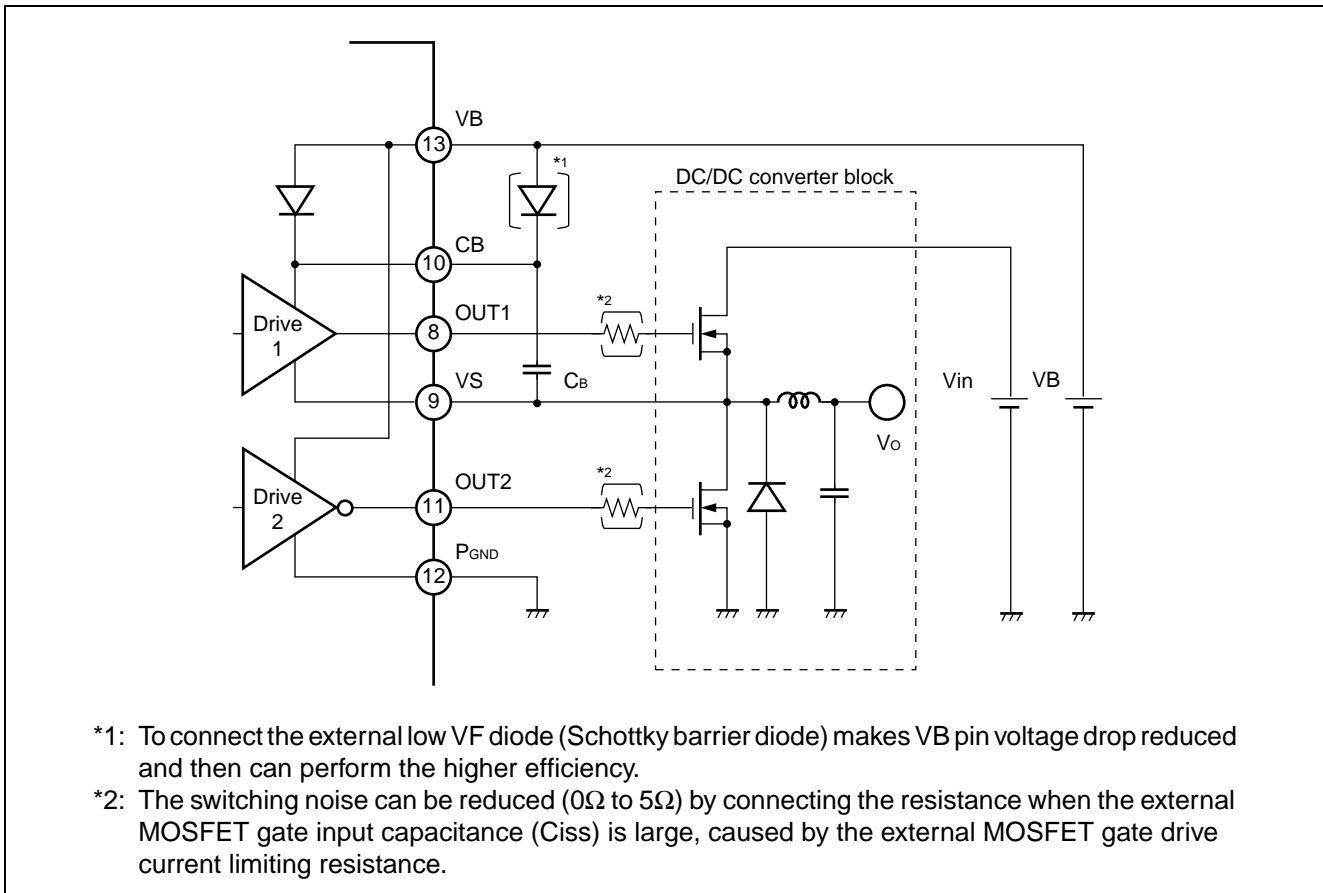 VB
13
*1
DC/DC converter block
CB
10
OUT1
*2
Drive
1
8
VS
CB
Vin
VB
9
VO
OUT2
*2
Drive
2
11
PGND
12
*1: To connect the external low VF diode (Schottky barrier diode) makes VB pin voltage drop reduced
and then can perform the higher efficiency.
*2: The switching noise can be reduced (0Ω to 5Ω) by connecting the resistance when the external
MOSFET gate input capacitance (Ciss) is large, caused by the external MOSFET gate drive
current limiting resistance.